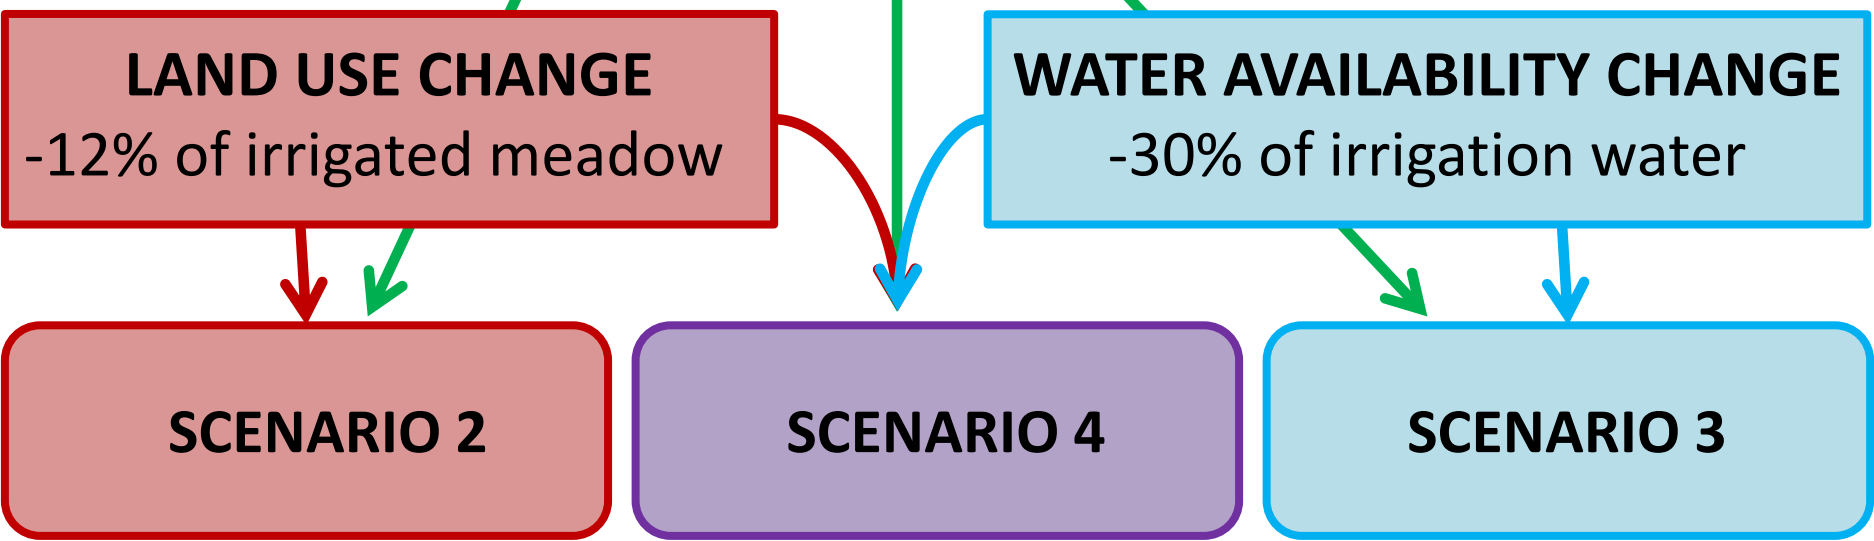 LAND USE CHANGE
-12% of irrigated meadow
WATER AVAILABILITY CHANGE
-30% of irrigation water
SCENARIO 2
SCENARIO 4
SCENARIO 3